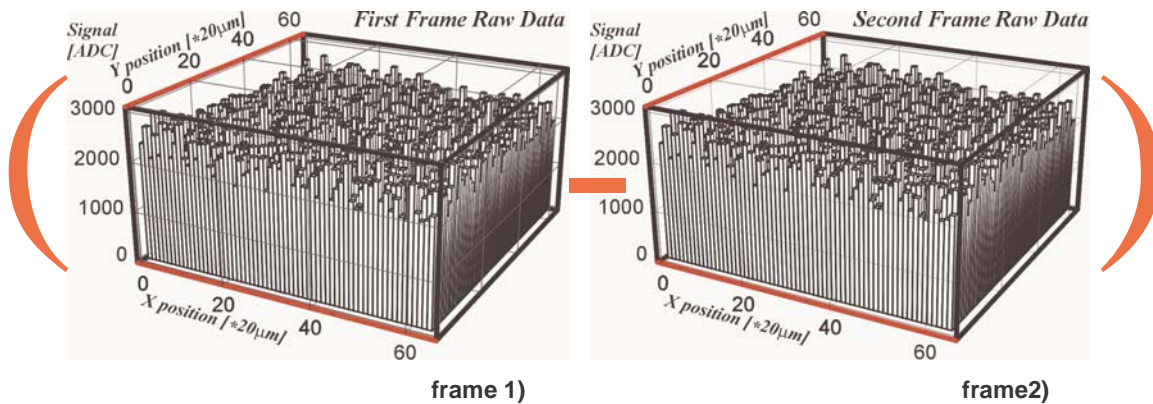 First Frame Raw Data
Signal
[ADC]
Y position [*20µm]
0
20
40
60
3000
2000
1000
0
0
20
40
60
X position [*20µm]
Second Frame Raw Data
Signal
[ADC]
Y position [*20µm]
0
20
40
60
3000
2000
1000
0
0
20
40
60
X position [*20µm]
frame 1)
frame2)